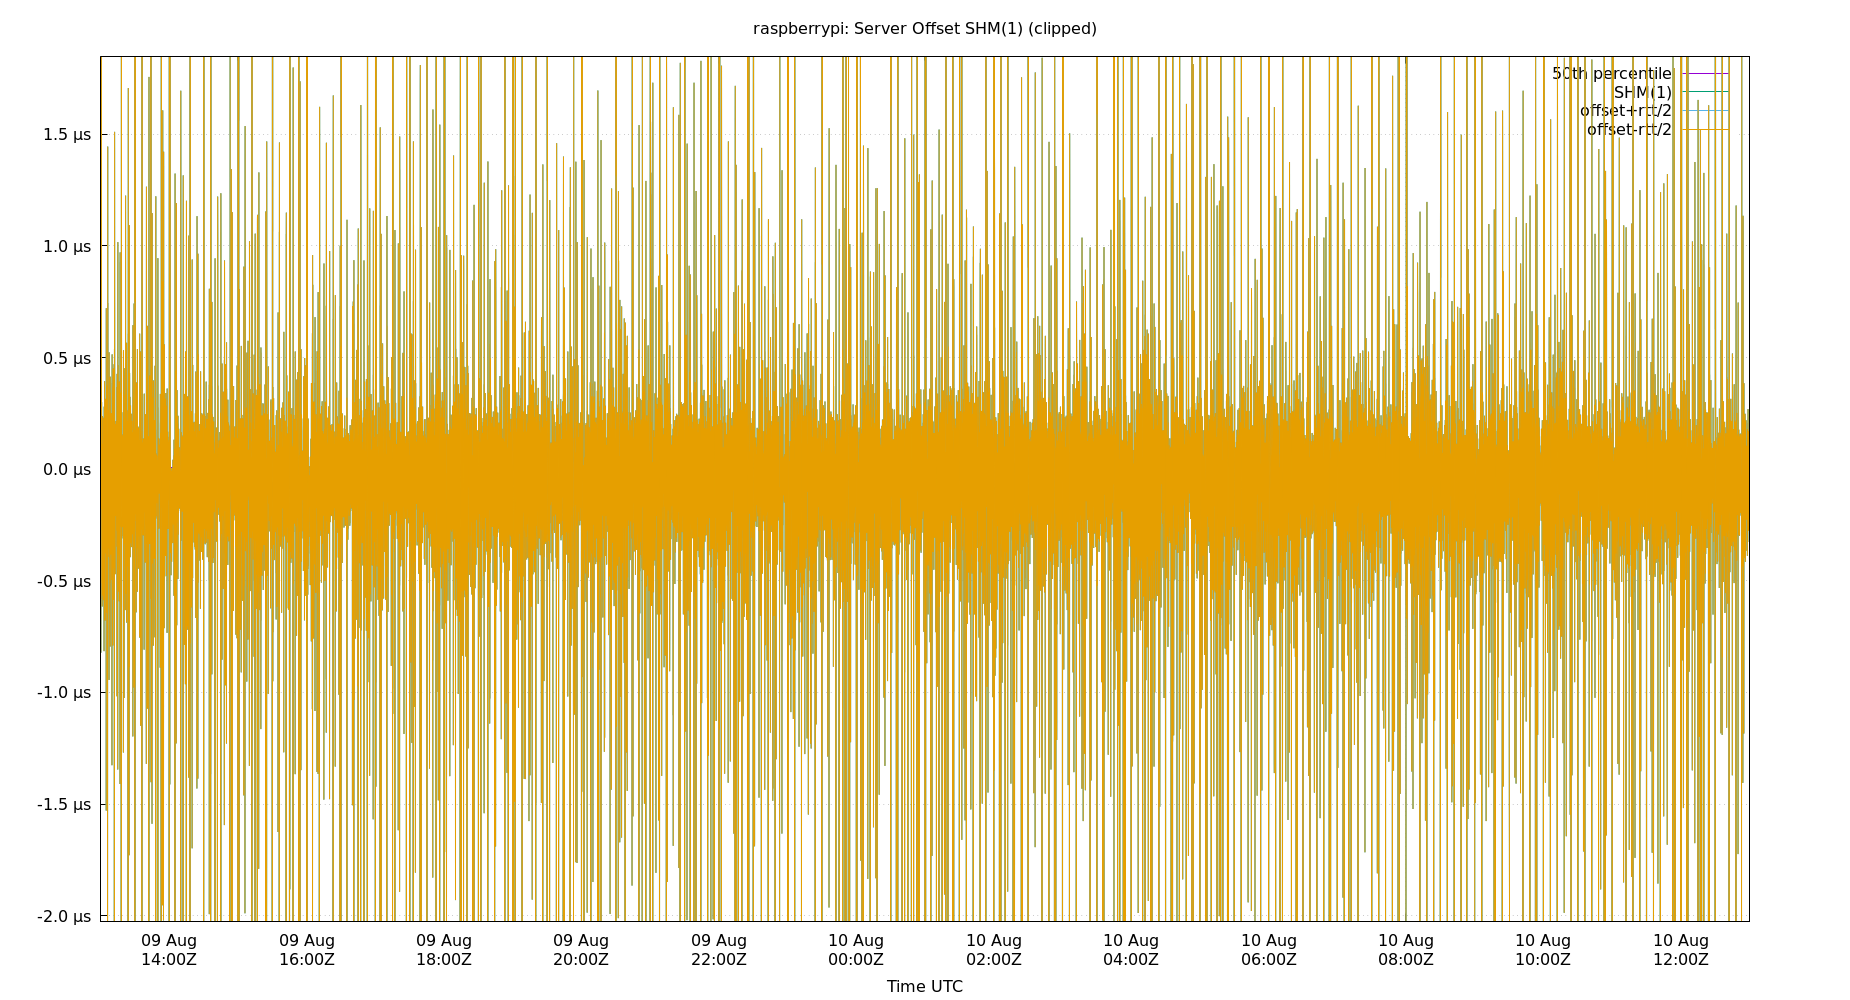 raspberrypi: Server Offset SHM(1) (clipped)
50th percentile
SHM(1)
offset+rtt/2
offset-rtt/2
1.5 µs
1.0 µs
0.5 µs
0.0 µs
-0.5 µs
-1.0 µs
-1.5 µs
-2.0 µs
09 Aug 09 Aug 09 Aug 09 Aug 09 Aug 10 Aug 10 Aug 10 Aug 10 Aug 10 Aug 10 Aug 10 Aug
14:00Z 16:00Z 18:00Z 20:00Z 22:00Z 00:00Z 02:00Z 04:00Z 06:00Z 08:00Z 10:00Z 12:00Z
Time UTC